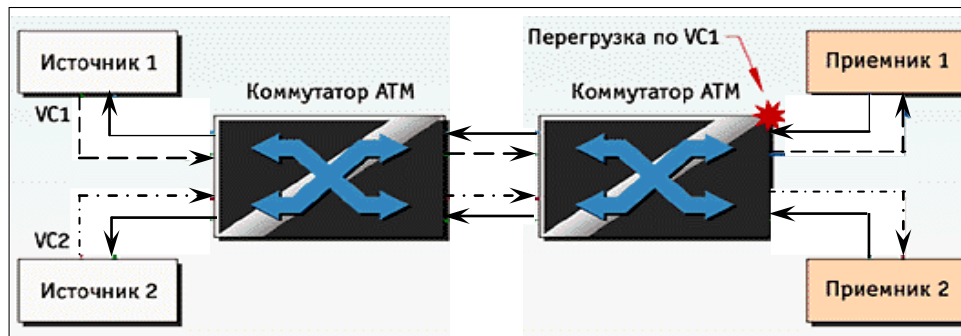 Перегрузка по VC1
Источник 1
Приемник 1
Коммутатор АТМ
Коммутатор АТМ
VC1
VC2
Источник 2
Приемник 2